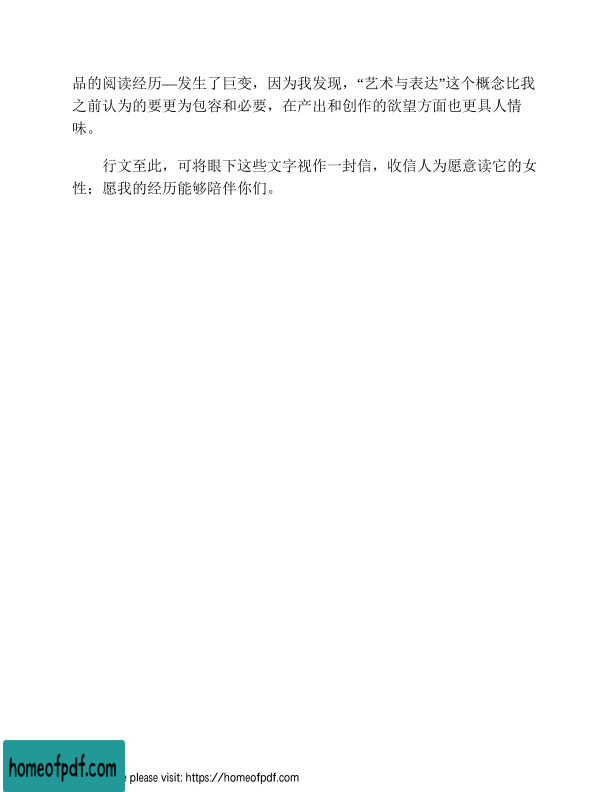 品的阅读经历—发生了巨变，因为我发现，“艺术与表达”这个概念比我
之前认为的要更为包容和必要，在产出和创作的欲望方面也更具人情
味。
行文至此，可将眼下这些文字视作一封信，收信人为愿意读它的女
性；愿我的经历能够陪伴你们。
homeofpdf.com
please visit: https://homeofpdf.com